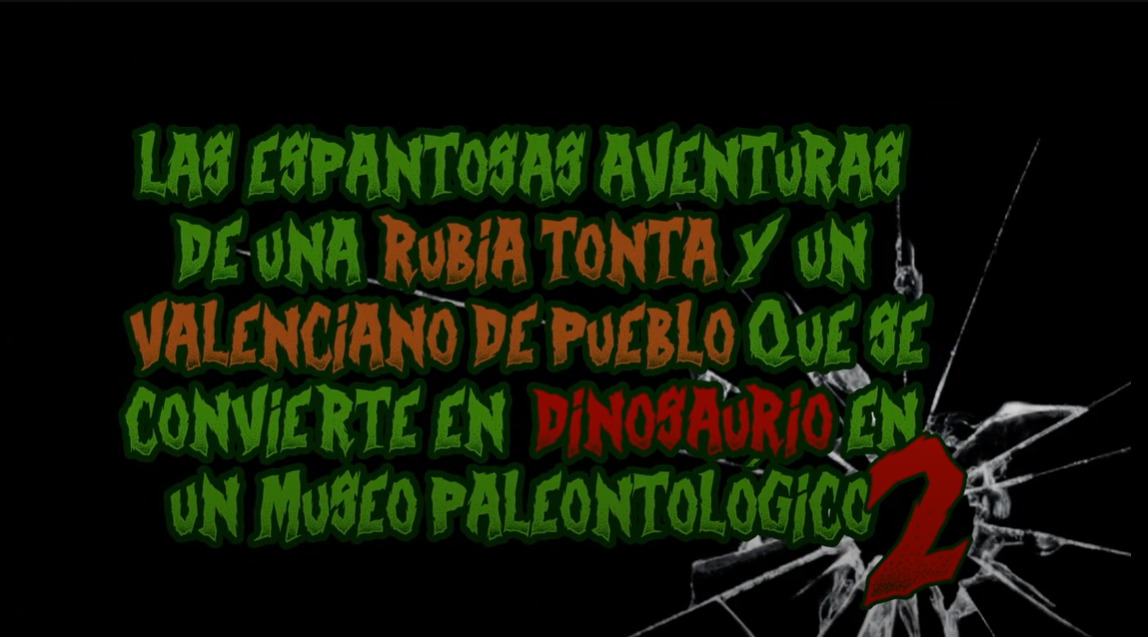 LAS ESPANTOSAS AVENTURAS
DE UNA RUBIA TONTA Y UN
VALENCIANO DE PUEBLO QUE SE
CONVIERTE EN DINOSAURIO EN
UN MUSEO PALEONTOLOGICO 2